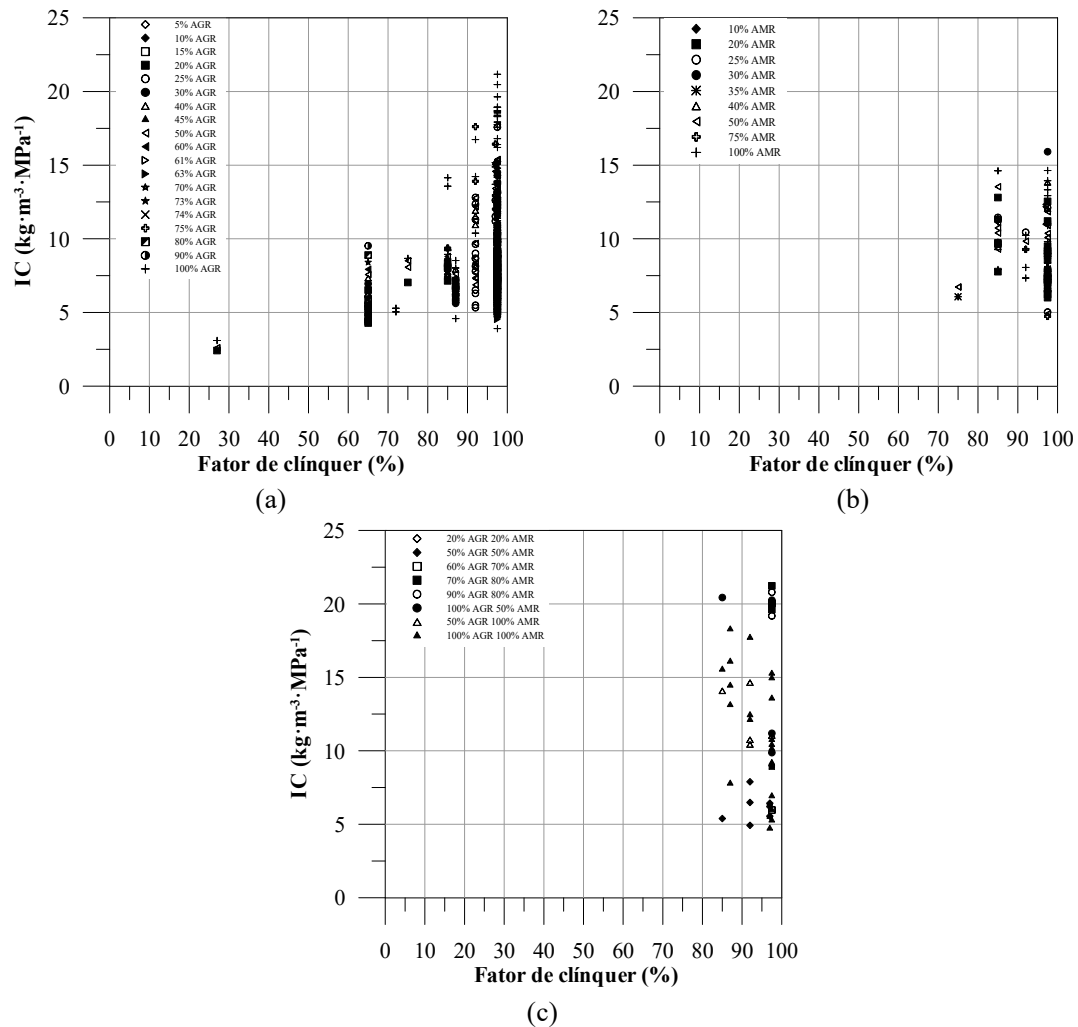 25
20
15
10
5
0
IC (kg·m-3·MPa-1)
5% AGR
10% AGR
15% AGR
20% AGR
25% AGR
30% AGR
40% AGR
45% AGR
50% AGR
60% AGR
61% AGR
63% AGR
70% AGR
73% AGR
74% AGR
75% AGR
80% AGR
90% AGR
100% AGR
0 10 20 30 40 50 60 70 80 90 100
Fator de clínquer (%)
(a)
25
20
15
10
5
0
IC (kg·m-3·MPa-1)
10% AMR
20% AMR
25% AMR
30% AMR
35% AMR
40% AMR
50% AMR
75% AMR
100% AMR
0 10 20 30 40 50 60 70 80 90 100
Fator de clínquer (%)
(b)
25
20
15
10
5
0
IC (kg·m-3·MPa-1)
20% AGR 20% AMR
50% AGR 50% AMR
60% AGR 70% AMR
70% AGR 80% AMR
90% AGR 80% AMR
100% AGR 50% AMR
50% AGR 100% AMR
100% AGR 100% AMR
0 10 20 30 40 50 60 70 80 90 100
Fator de clínquer (%)
(c)